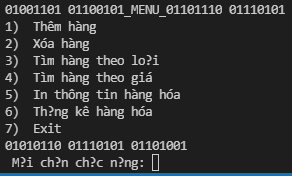 01001101 01100101_MENU_01101110 01110101
1)  Thêm hàng
2)  Xóa hàng
3)  Tìm hàng theo lo?i
4)  Tìm hàng theo giá
5)  In thông tin hàng hóa
6)  Th?ng kê hàng hóa
7)  Exit
01010110 01110101 01101001
 M?i ch?n ch?c n?ng: